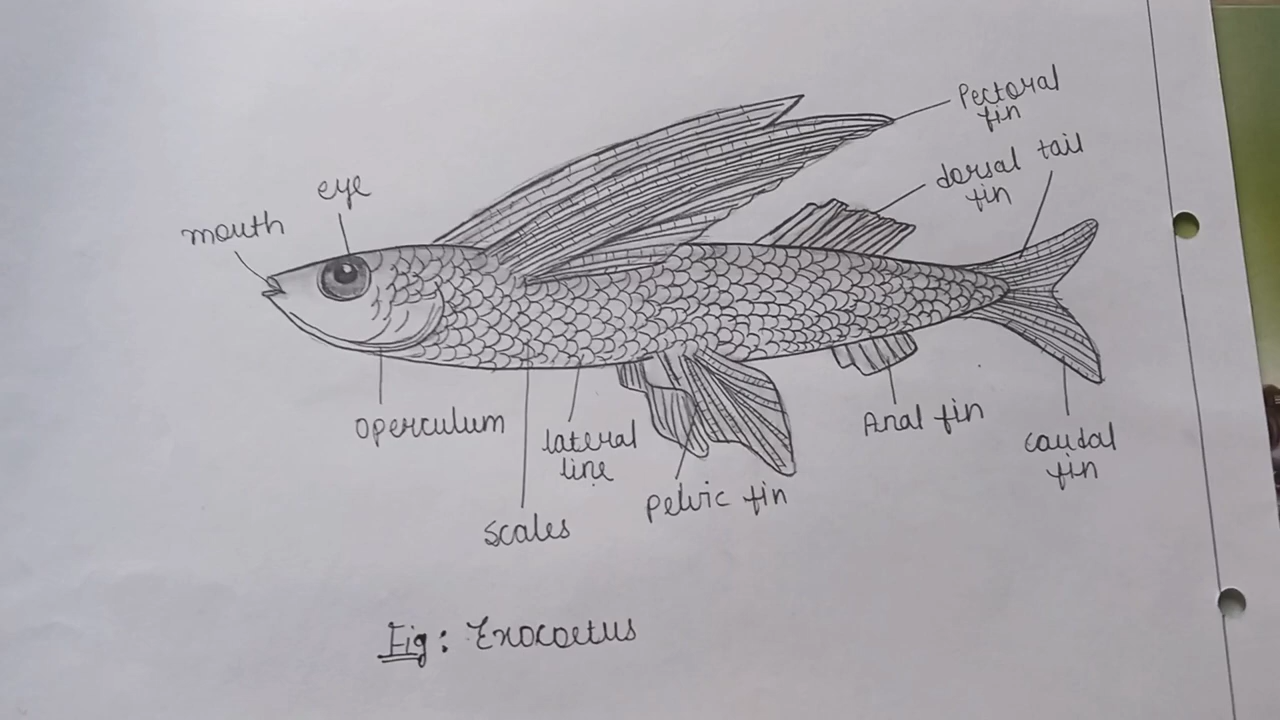 Pectoral
fin
dorsal
fin
tail
eye
mouth
operculum
lateral
line
scales
pelvic fin
Anal fin
caudal
fin
Fig: Exocoetus